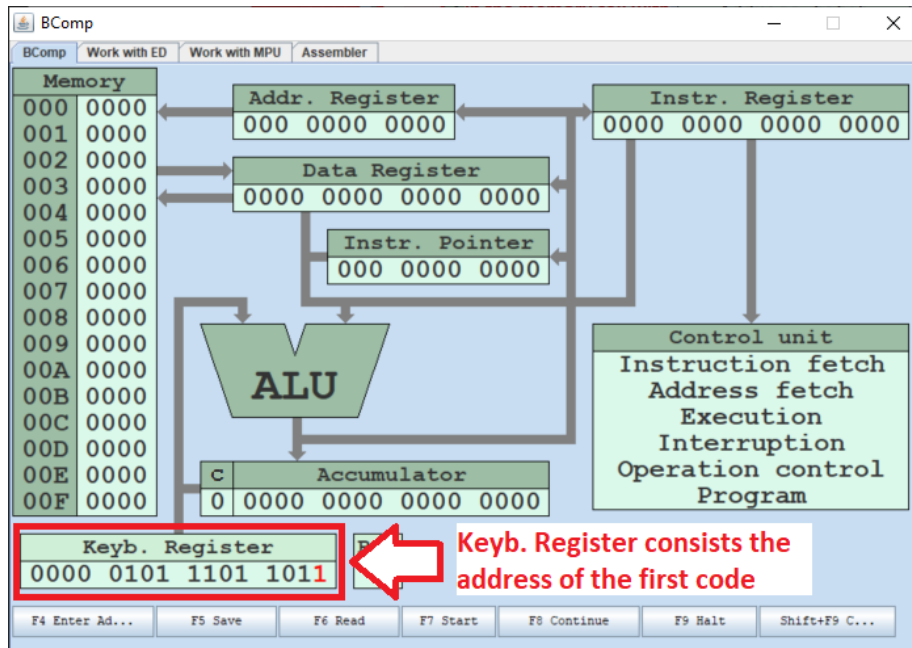 BComp
BComp Work with ED Work with MPU Assembler
Memory
000 0000
001 0000
002 0000
003 0000
004 0000
005 0000
006 0000
007 0000
008 0000
009 0000
00A 0000
00B 0000
00C 0000
00D 0000
00E 0000
00F 0000
Addr. Register
000 0000 0000
Instr. Register
0000 0000 0000 0000
Data Register
0000 0000 0000 0000
Instr. Pointer
000 0000 0000
ALU
Control unit
Instruction fetch
Address fetch
Execution
Interruption
Operation control
Program
C Accumulator
0 0000 0000 0000 0000
Keyb. Register
0000 0101 1101 1011
Keyb. Register consists the
address of the first code
F4 Enter Ad... F5 Save F6 Read F7 Start F8 Continue F9 Halt Shift+F9 C...